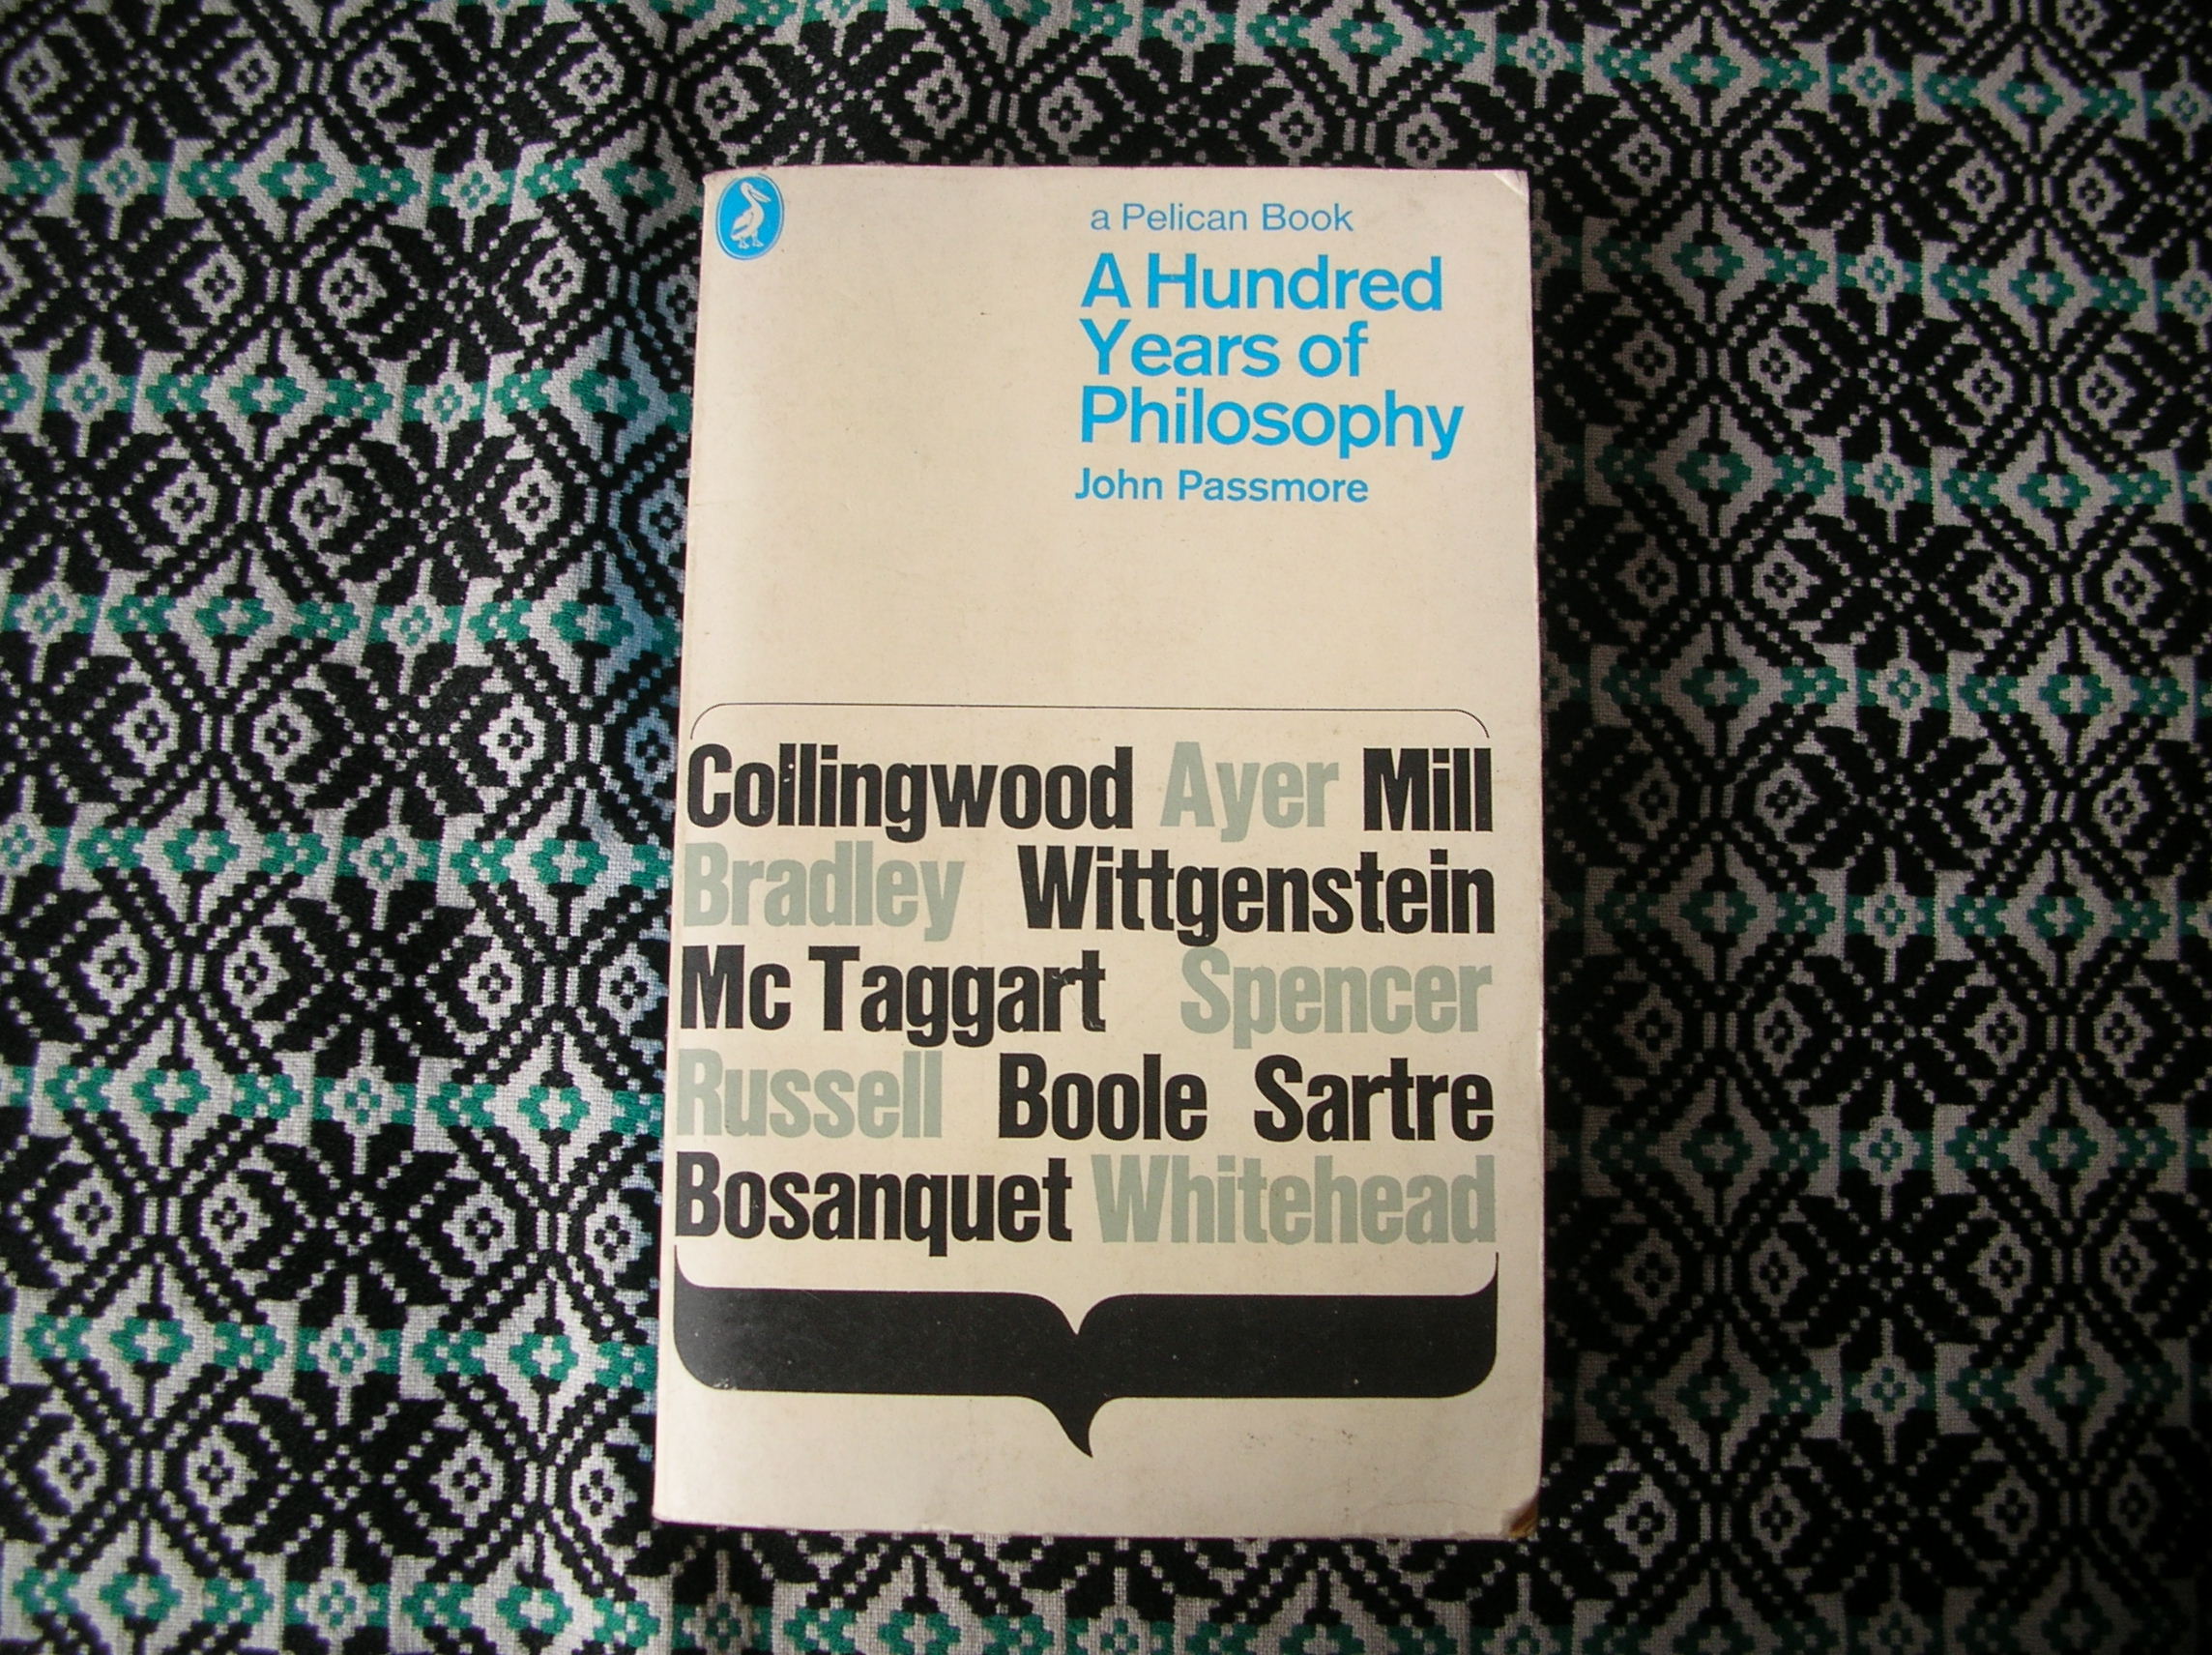 a Pelican Book
A Hundred
Years of
Philosophy
John Passmore
Collingwood Ayer Mill
Bradley Wittgenstein
Mc Taggart Spencer
Russell Boole Sartre
Bosanquet Whitehead